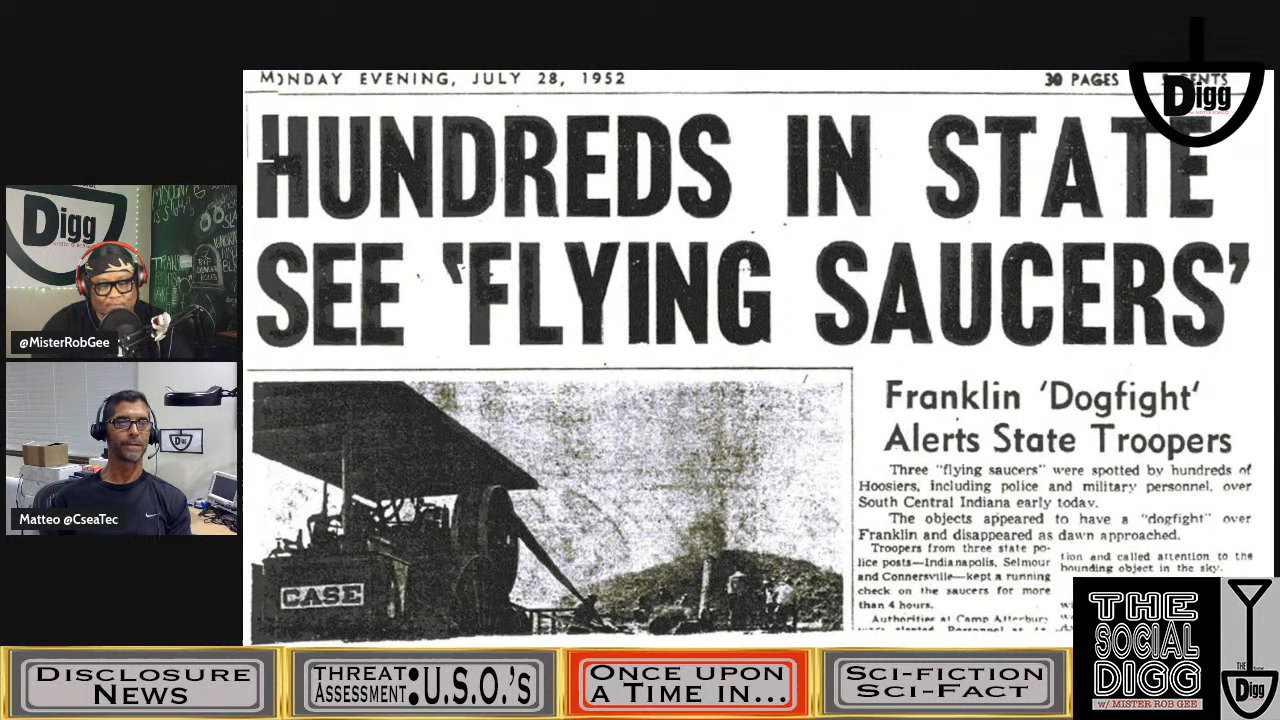 MONDAY EVENING, JULY 28, 1952
30 PAGES
5 CENTS
Digg
HUNDREDS IN STATE
SEE 'FLYING SAUCERS'
Franklin 'Dogfight'
Alerts State Troopers
Three "flying saucers" were spotted by hundreds of
Hoosiers, including police and military personnel, over
South Central Indiana early today.
The objects appeared to have a "dogfight" over
Franklin and disappeared as dawn approached.
Troopers from three state po-
lice posts—Indianapolis, Selmour
and Connersville—kept a running
check on the saucers for more
than 4 hours.
Authorities at Camp Atterbury
tion and called attention to the
bounding object in the sky.
CASE
Digg
@MisterRobGee
Digg
Matteo @CseaTec
DISCLOSURE
NEWS
THREAT
ASSESSMENT:U.S.O.'s
ONCE UPON
A TIME IN...
SCI-FICTION
SCI-FACT
THE
SOCIAL
DIGG
w/ MISTER ROB GEE
THE
Digg